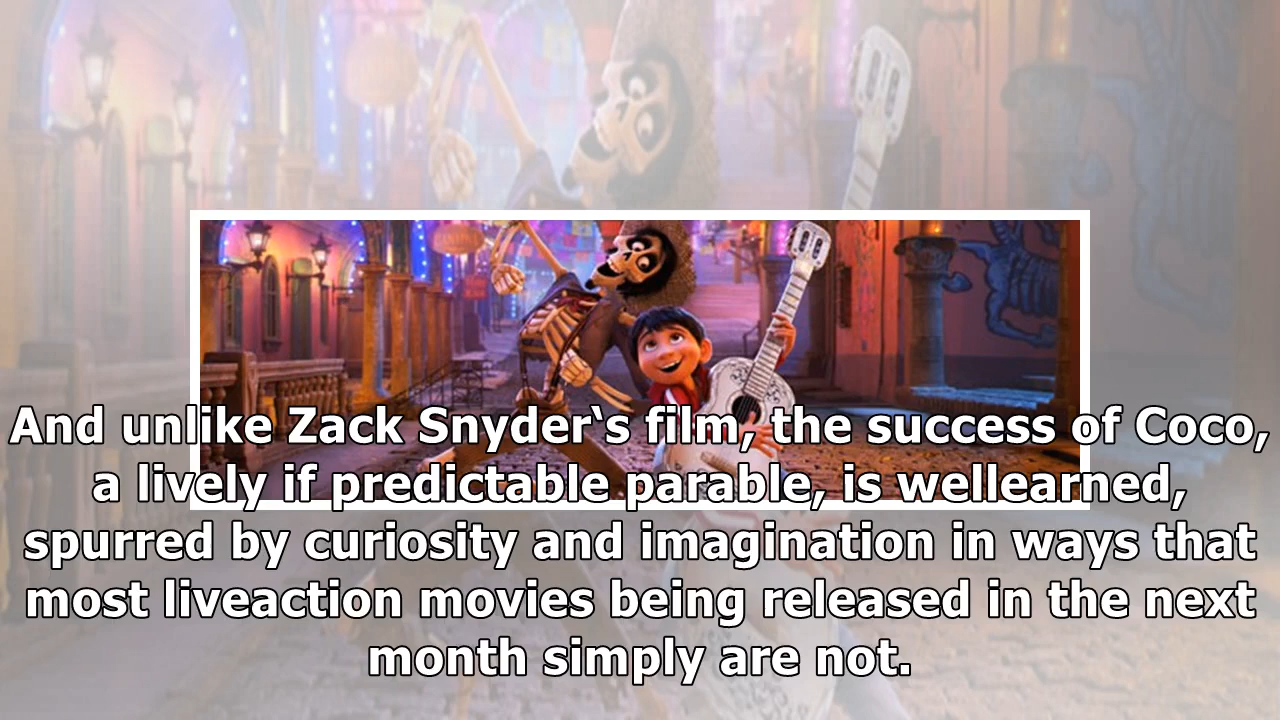 And unlike Zack Snyder‛s film, the success of Coco,
a lively if predictable parable, is wellearned,
spurred by curiosity and imagination in ways that
most liveaction movies being released in the next
month simply are not.